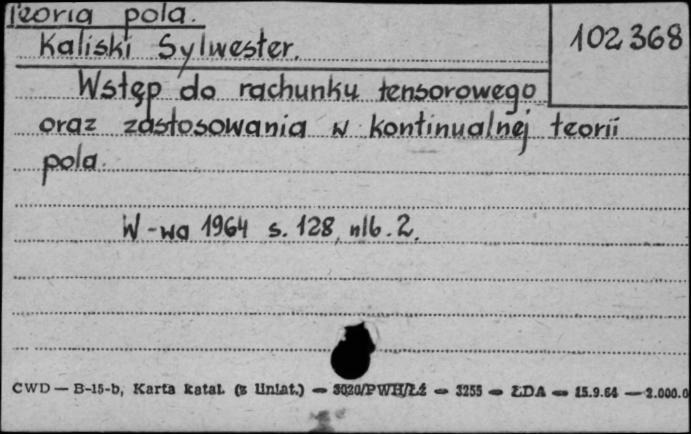 Teoria pola.
Kaliski Sylwester.
102368
Wstęp do rachunku tensorowego
oraz zastosowania w kontinualnej teorii
pola.
W-wa 1964 s. 128, nlb. 2.
CWD — B-15-b, Karta katal. (z liniat.) — 3020/PWH/Łź — 3255 — ŁDA — 15.9.64 — 2.000.0